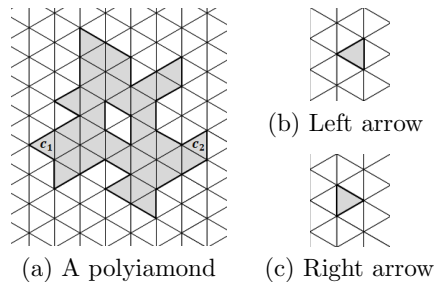 c₁
c₂
(a) A polyiamond
(b) Left arrow
(c) Right arrow